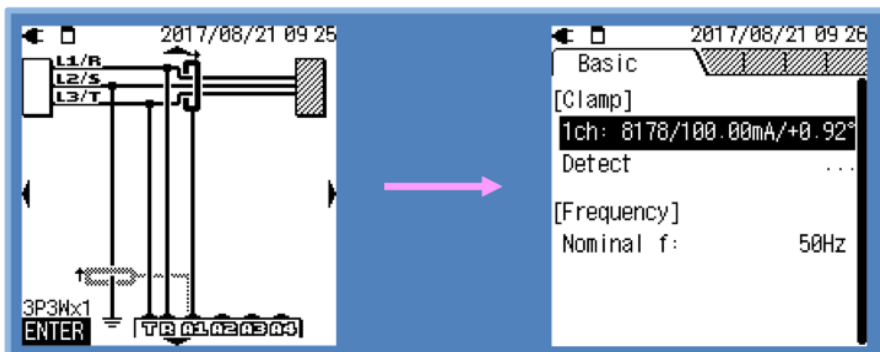 2017/08/21 09 25
L1/R
L2/S
L3/T
3P3Wx1
ENTER
T R A1 A2 A3 A4
2017/08/21 09 26
Basic
[Clamp]
1ch: 8178/100.00mA/+0.92°
Detect ...
[Frequency]
Nominal f: 50Hz